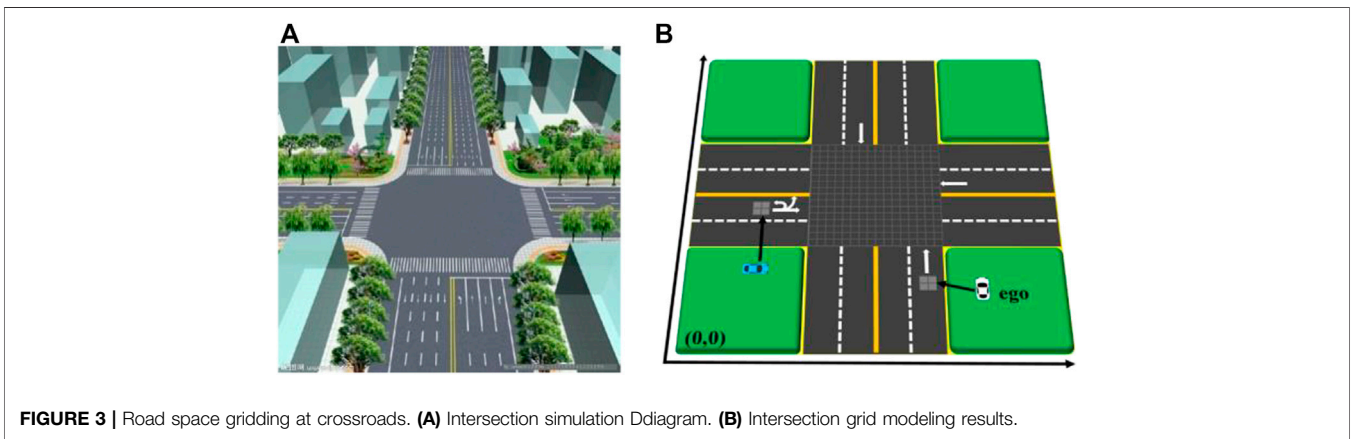 A
B
ego
(0,0)
FIGURE 3 | Road space gridding at crossroads. (A) Intersection simulation Ddiagram. (B) Intersection grid modeling results.